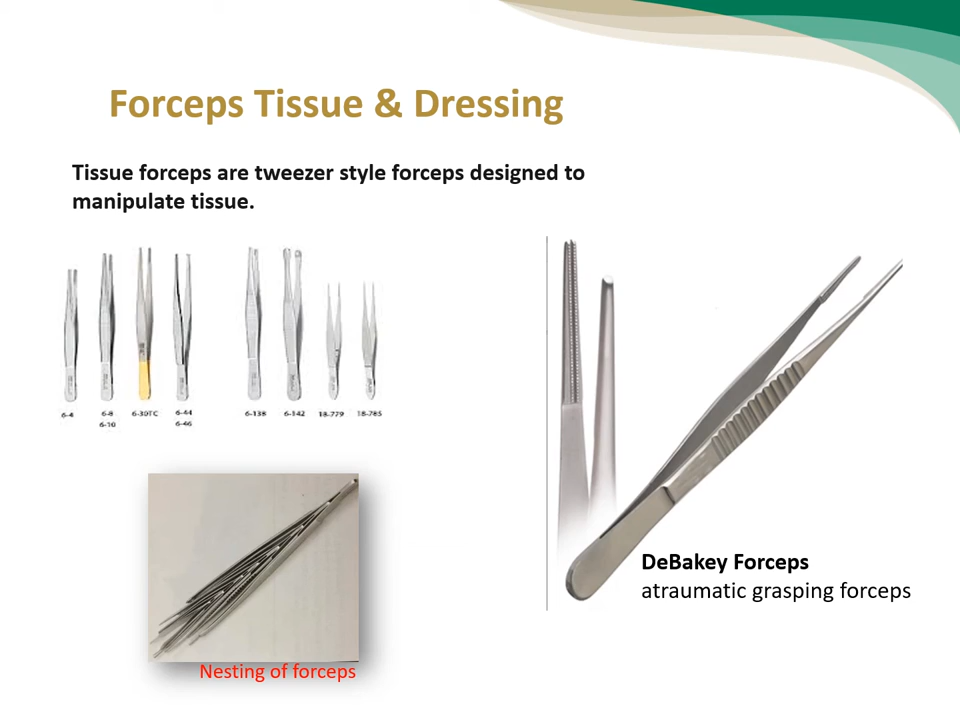 Forceps Tissue & Dressing
Tissue forceps are tweezer style forceps designed to
manipulate tissue.
6-4 6-8 6-30TC 6-44 6-138 6-142 18-779 18-785
6-10 6-46
DeBakey Forceps
atraumatic grasping forceps
Nesting of forceps